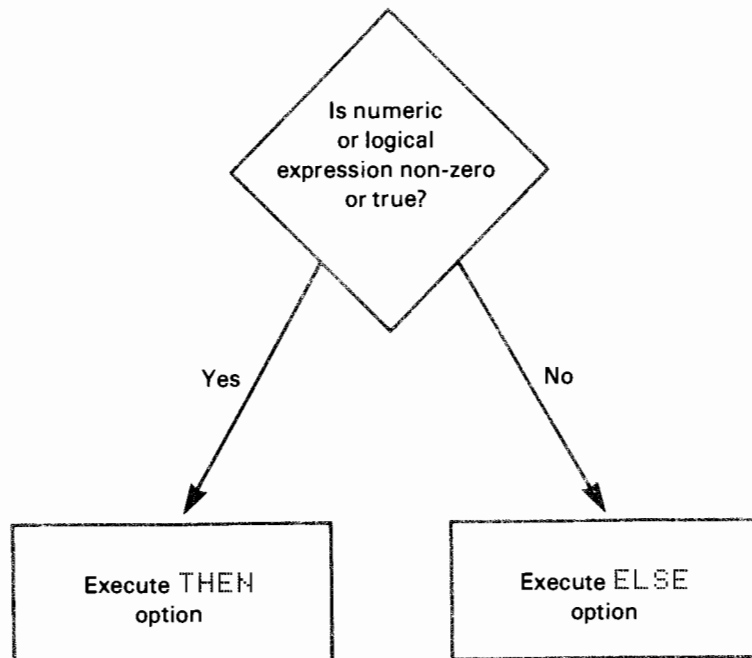 Is numeric
or logical
expression non-zero
or true?
Yes
No
Execute THEN
option
Execute ELSE
option